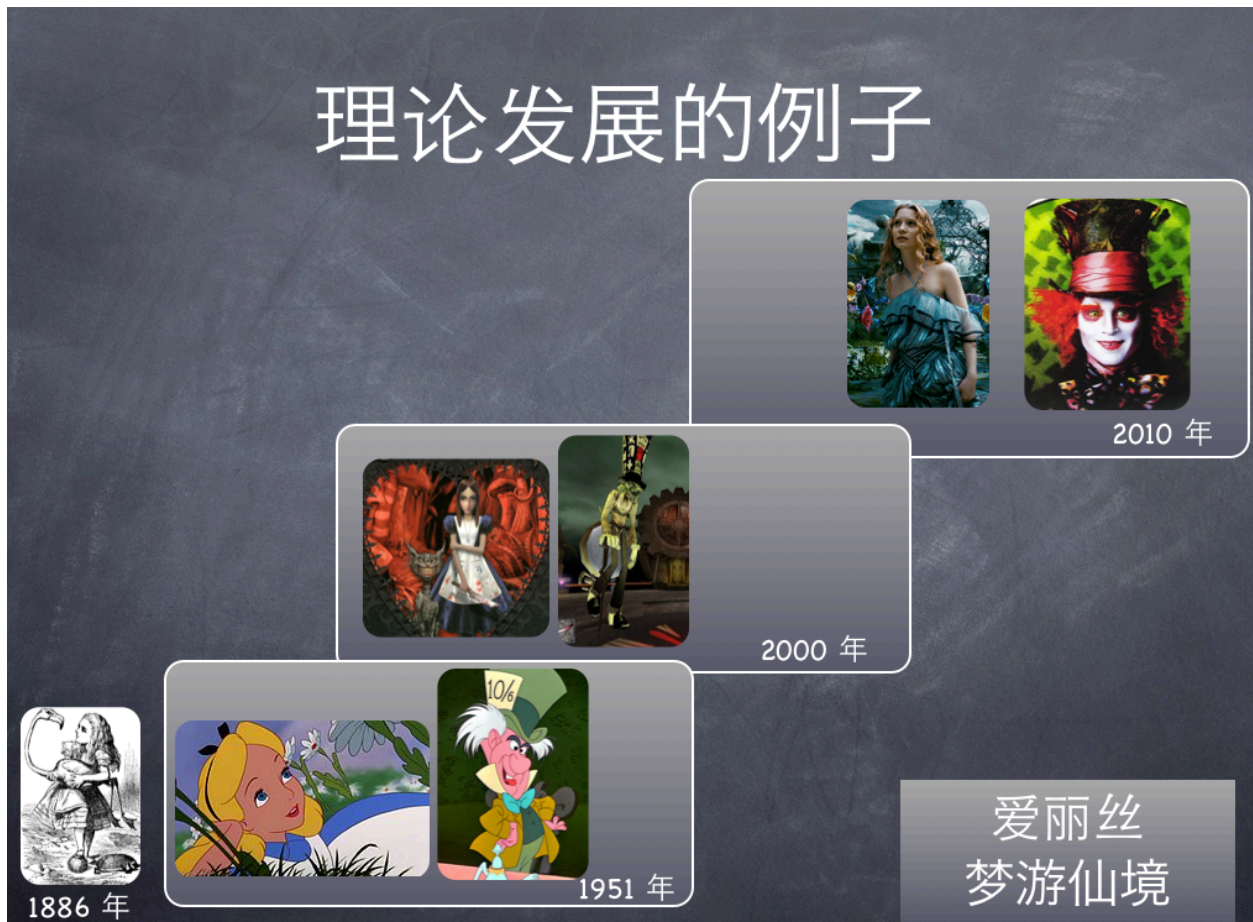 理论发展的例子
2010 年
2000 年
10/6
1951 年
1886 年
爱丽丝
梦游仙境